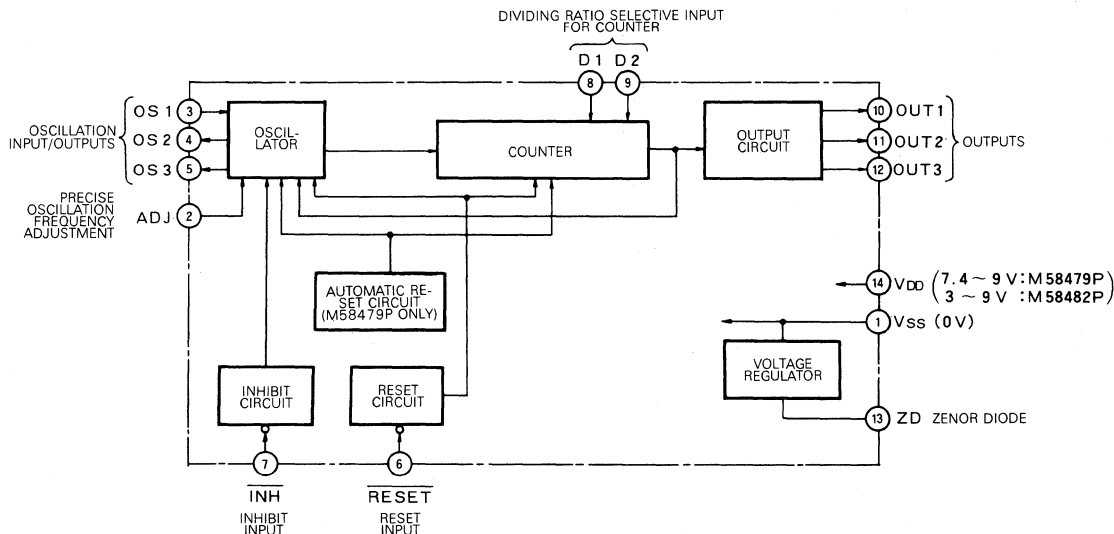 DIVIDING RATIO SELECTIVE INPUT
FOR COUNTER
D1 D2
8 9
OS 1 3
OS 2 4
OS 3 5
OSCILLATION
INPUT/OUTPUTS
OSCIL-
LATOR
COUNTER
OUTPUT
CIRCUIT
10 OUT1
11 OUT2
12 OUT3
OUTPUTS
PRECISE
OSCILLATION
FREQUENCY
ADJUSTMENT
ADJ 2
AUTOMATIC RE-
SET CIRCUIT
(M58479P ONLY)
14 VDD (7.4 ~ 9 V : M58479P)
(3 ~ 9 V : M58482P)
1 VSS (0V)
VOLTAGE
REGULATOR
13 ZD ZENOR DIODE
INHIBIT
CIRCUIT
RESET
CIRCUIT
7 6
INH
INHIBIT
INPUT
RESET
RESET
INPUT